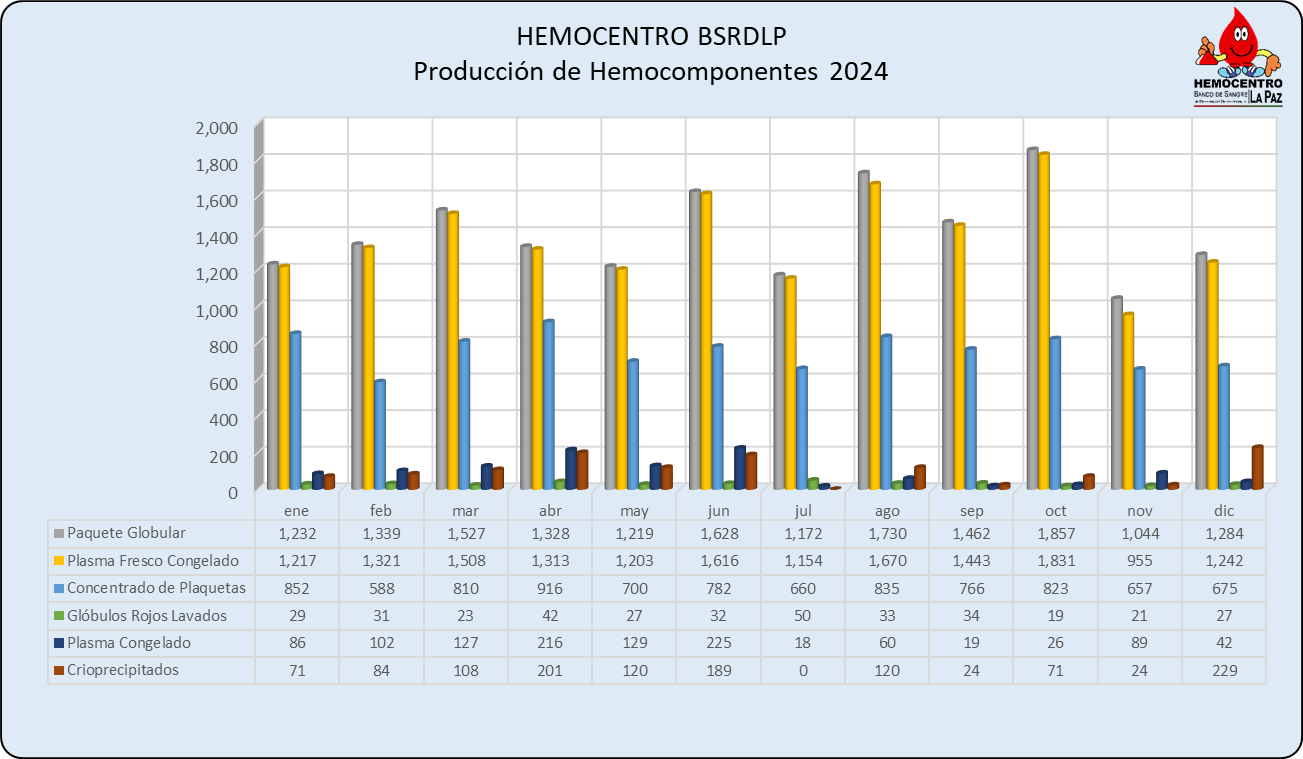 HEMOCENTRO BSRDLP
Producción de Hemocomponentes 2024
HEMOCENTRO
BANCO DE SANGRE
LA PAZ
2,000
1,800
1,600
1,400
1,200
1,000
800
600
400
200
0
ene feb mar abr may jun jul ago sep oct nov dic
Paquete Globular 1,232 1,339 1,527 1,328 1,219 1,628 1,172 1,730 1,462 1,857 1,044 1,284
Plasma Fresco Congelado 1,217 1,321 1,508 1,313 1,203 1,616 1,154 1,670 1,443 1,831 955 1,242
Concentrado de Plaquetas 852 588 810 916 700 782 660 835 766 823 657 675
Glóbulos Rojos Lavados 29 31 23 42 27 32 50 33 34 19 21 27
Plasma Congelado 86 102 127 216 129 225 18 60 19 26 89 42
Crioprecipitados 71 84 108 201 120 189 0 120 24 71 24 229